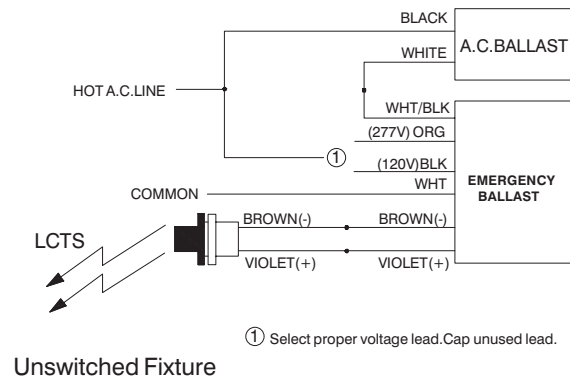 BLACK
A.C.BALLAST
WHITE
HOT A.C.LINE
WHT/BLK
(277V) ORG
①
(120V)BLK
EMERGENCY
BALLAST
WHT
COMMON
BROWN(-) BROWN(-)
LCTS
VIOLET(+) VIOLET(+)
① Select proper voltage lead.Cap unused lead.
Unswitched Fixture